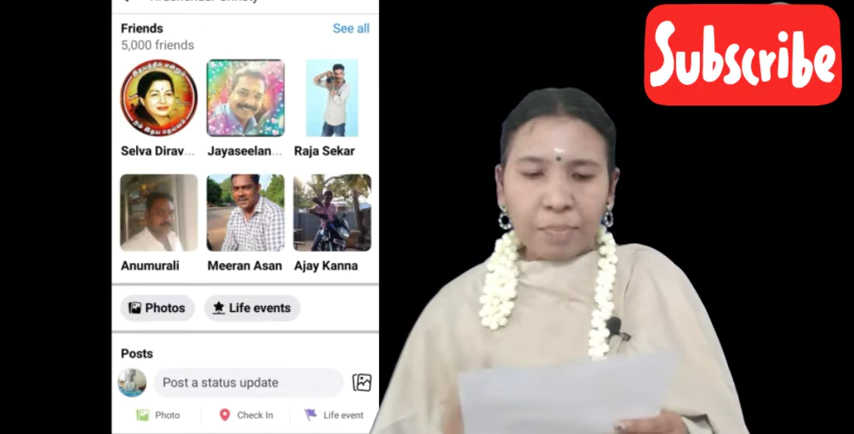 Friends
See all
5,000 friends
Selva Dirav...
Jayaseelan...
Raja Sekar
Anumurali
Meeran Asan
Ajay Kanna
Photos
Life events
Posts
Post a status update
Photo
Check In
Life event
Subscribe